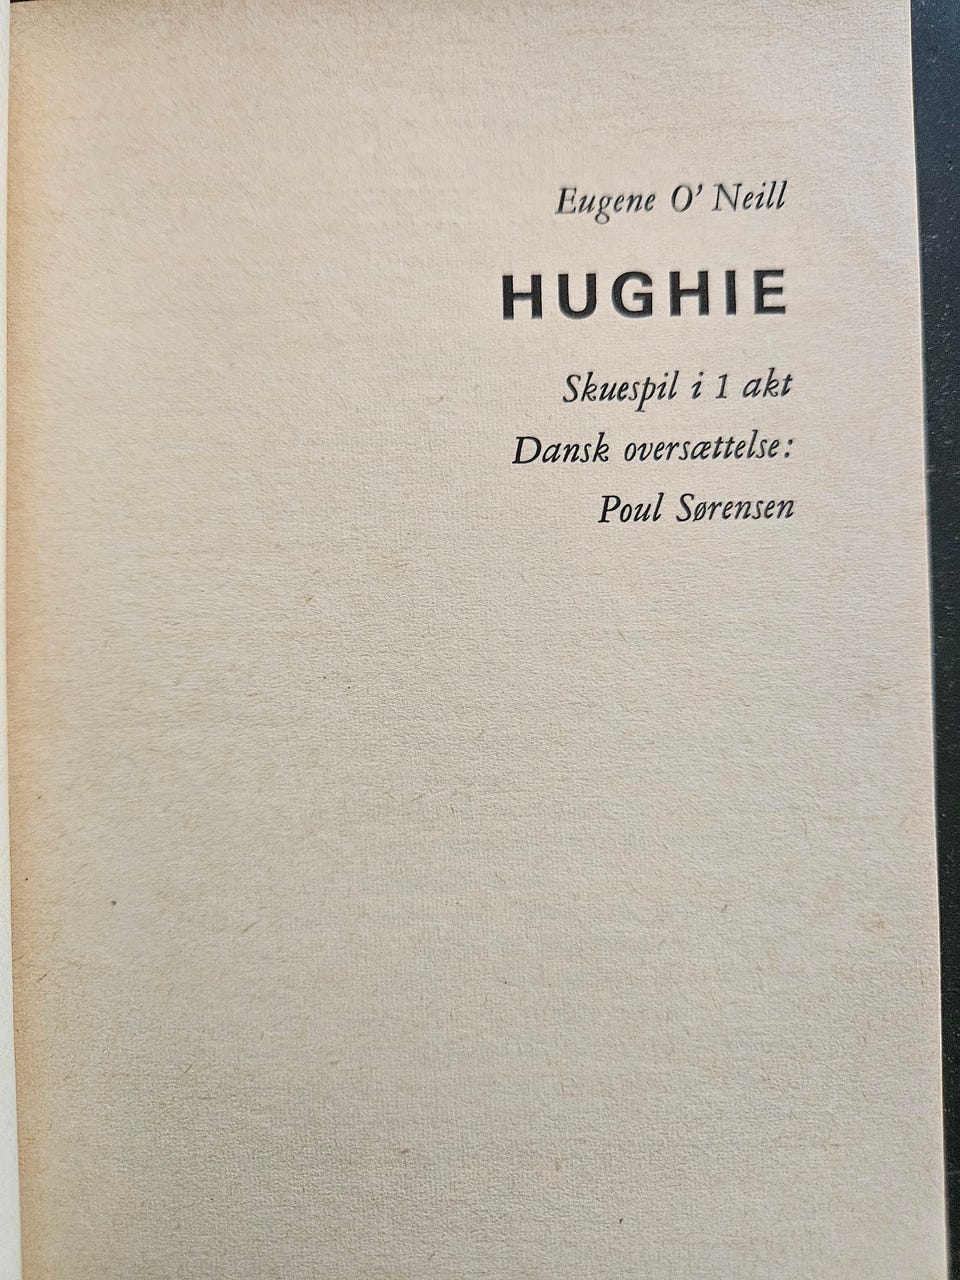 Eugene O' Neill
HUGHIE
Skuespil i 1 akt
Dansk oversættelse:
Poul Sørensen